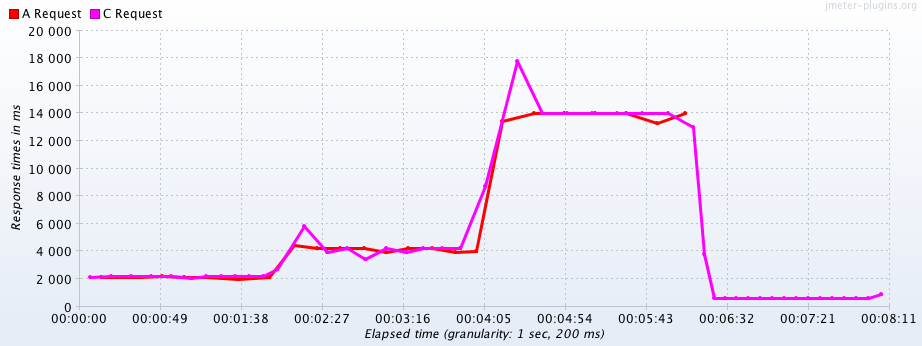 jmeter-plugins.org
A Request C Request
20 000
18 000
16 000
14 000
12 000
10 000
8 000
6 000
4 000
2 000
0
Response times in ms
00:00:00 00:00:49 00:01:38 00:02:27 00:03:16 00:04:05 00:04:54 00:05:43 00:06:32 00:07:21 00:08:11
Elapsed time (granularity: 1 sec, 200 ms)